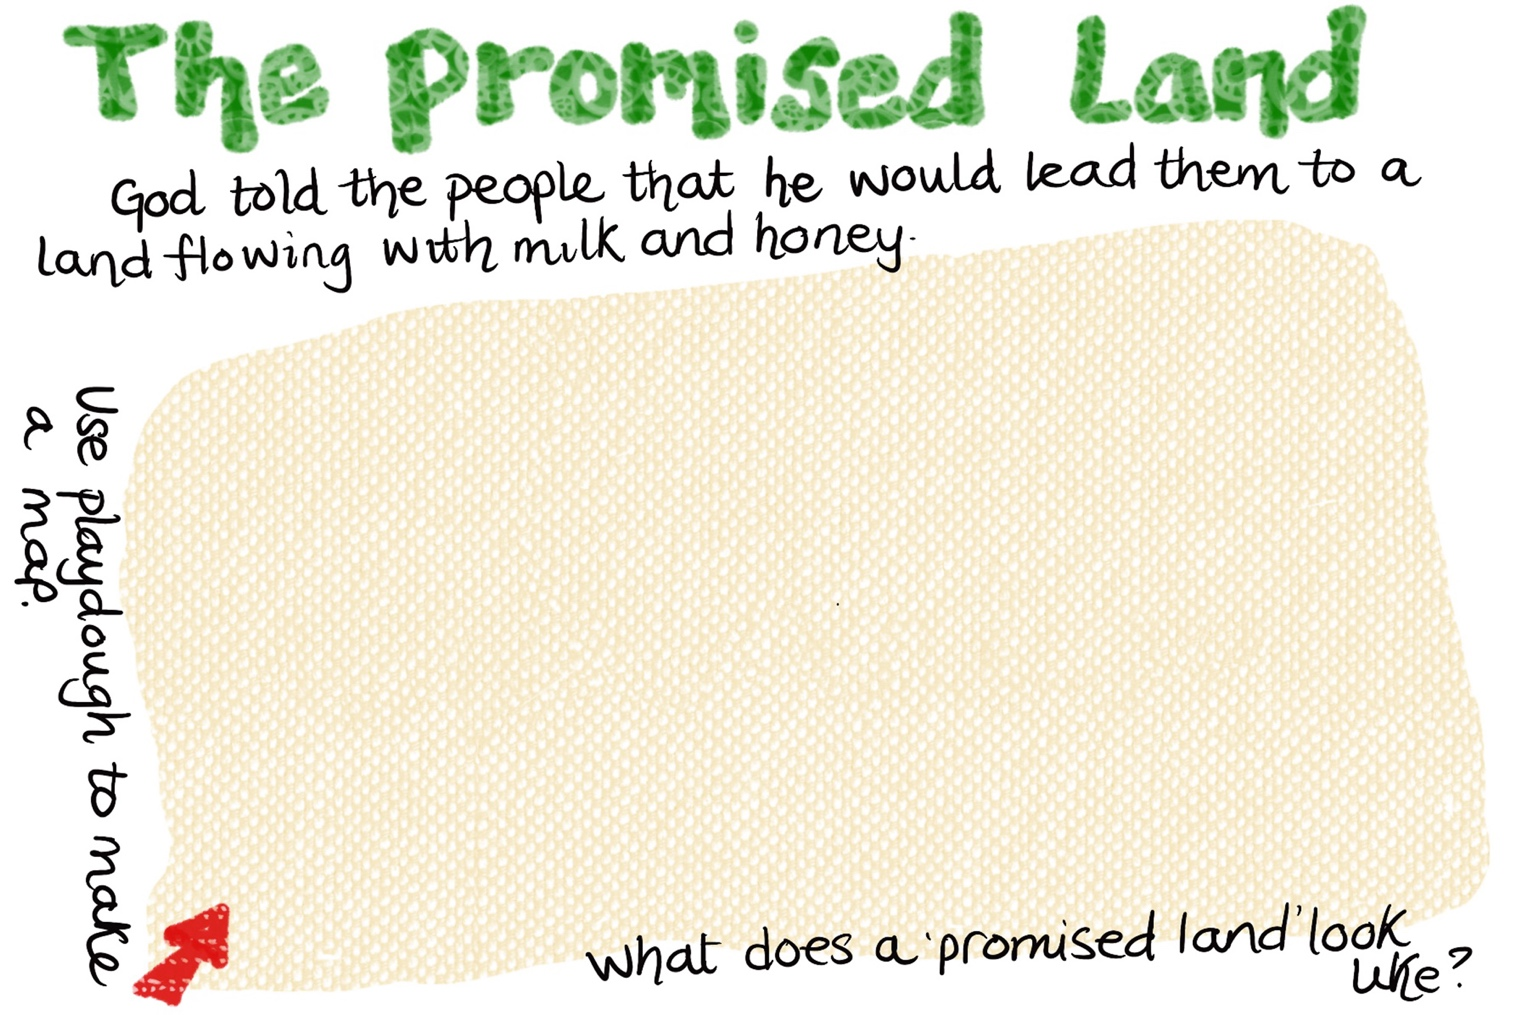 The Promised Land
God told the people that he would lead them to a
land flowing with milk and honey.
Use playdough to make
a map.
What does a 'promised land' look
like?